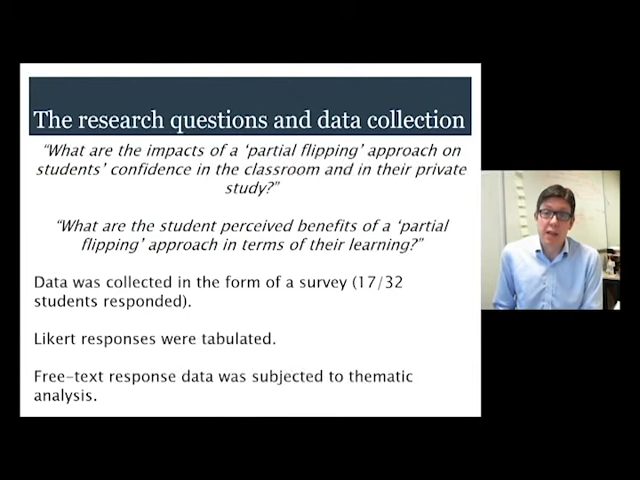 The research questions and data collection
“What are the impacts of a ‘partial flipping’ approach on
students’ confidence in the classroom and in their private
study?”
“What are the student perceived benefits of a ‘partial
flipping’ approach in terms of their learning?”
Data was collected in the form of a survey (17/32
students responded).
Likert responses were tabulated.
Free-text response data was subjected to thematic
analysis.